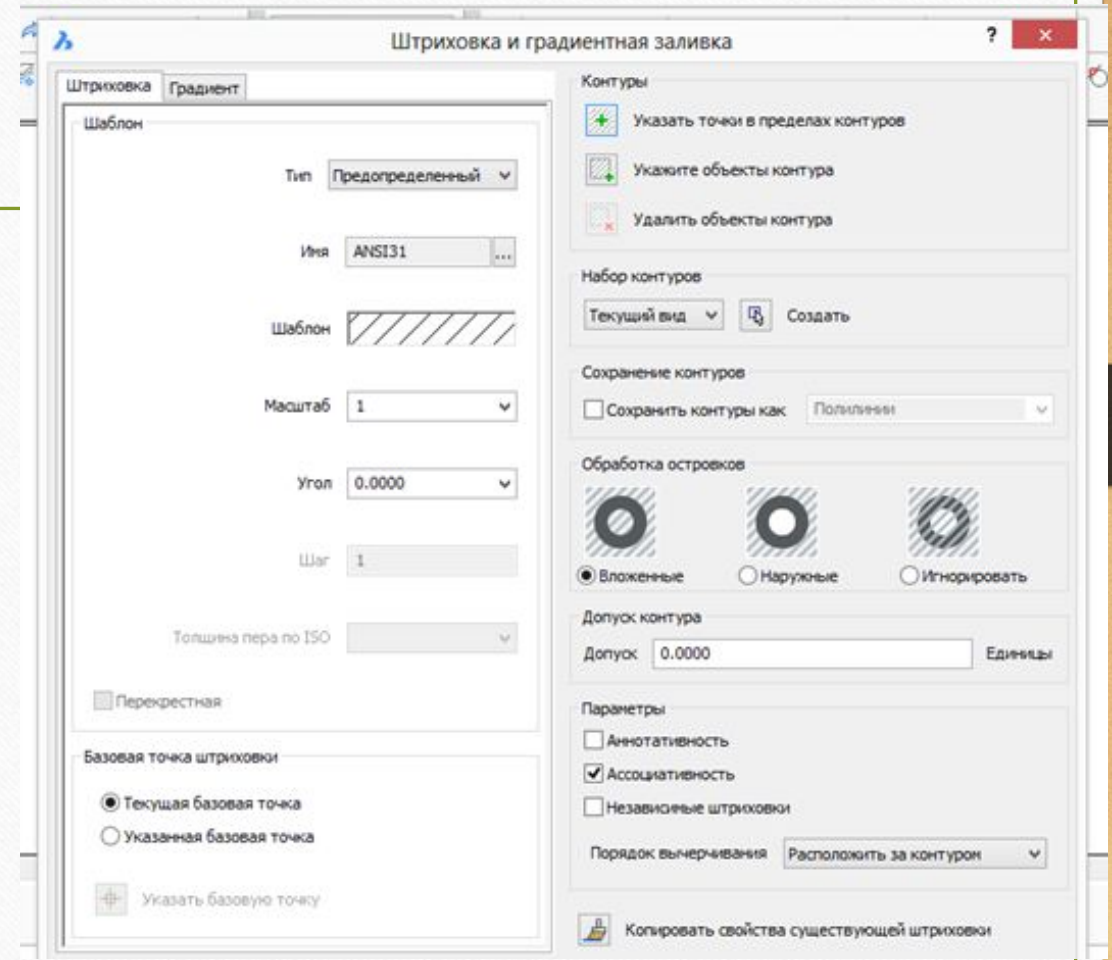 Штриховка и градиентная заливка
?
Штриховка
Градиент
Шаблон
Тип Предопределенный
Имя ANSI31 ...
Шаблон
Масштаб 1
Угол 0.0000
Шаг 1
Толщина пера по ISO
Перекрестная
Базовая точка штриховки
Текущая базовая точка
Указанная базовая точка
Указать базовую точку
Контуры
Указать точки в пределах контуров
Укажите объекты контура
Удалить объекты контура
Набор контуров
Текущий вид Создать
Сохранение контуров
Сохранить контуры как Полилинии
Обработка островков
Вложенные Наружные Игнорировать
Допуск контура
Допуск 0.0000 Единицы
Параметры
Аннотативность
Ассоциативность
Независимые штриховки
Порядок вычерчивания Расположить за контуром
Копировать свойства существующей штриховки